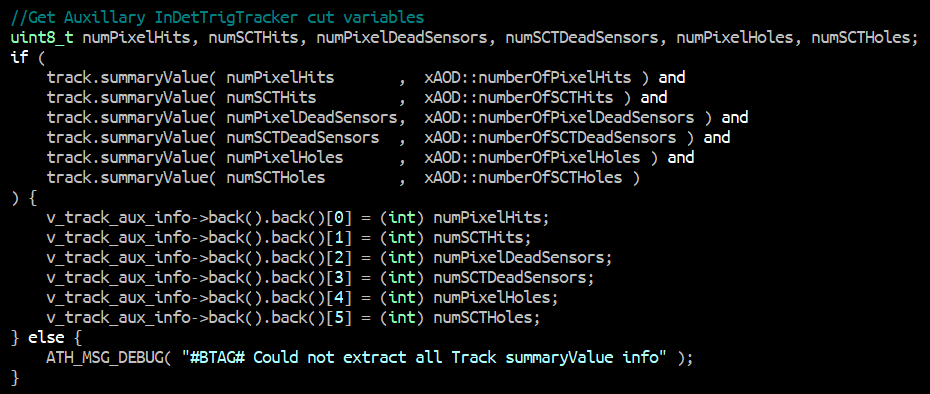 //Get Auxillary InDetTrigTracker cut variables
uint8_t numPixelHits, numSCTHits, numPixelDeadSensors, numSCTDeadSensors, numPixelHoles, numSCTHoles;
if (
    track.summaryValue( numPixelHits       ,  xAOD::numberOfPixelHits ) and
    track.summaryValue( numSCTHits         ,  xAOD::numberOfSCTHits ) and
    track.summaryValue( numPixelDeadSensors,  xAOD::numberOfPixelDeadSensors ) and
    track.summaryValue( numSCTDeadSensors  ,  xAOD::numberOfSCTDeadSensors ) and
    track.summaryValue( numPixelHoles      ,  xAOD::numberOfPixelHoles ) and
    track.summaryValue( numSCTHoles        ,  xAOD::numberOfSCTHoles )
) {
    v_track_aux_info->back().back()[0] = (int) numPixelHits;
    v_track_aux_info->back().back()[1] = (int) numSCTHits;
    v_track_aux_info->back().back()[2] = (int) numPixelDeadSensors;
    v_track_aux_info->back().back()[3] = (int) numSCTDeadSensors;
    v_track_aux_info->back().back()[4] = (int) numPixelHoles;
    v_track_aux_info->back().back()[5] = (int) numSCTHoles;
} else {
    ATH_MSG_DEBUG( "#BTAG# Could not extract all Track summaryValue info" );
}